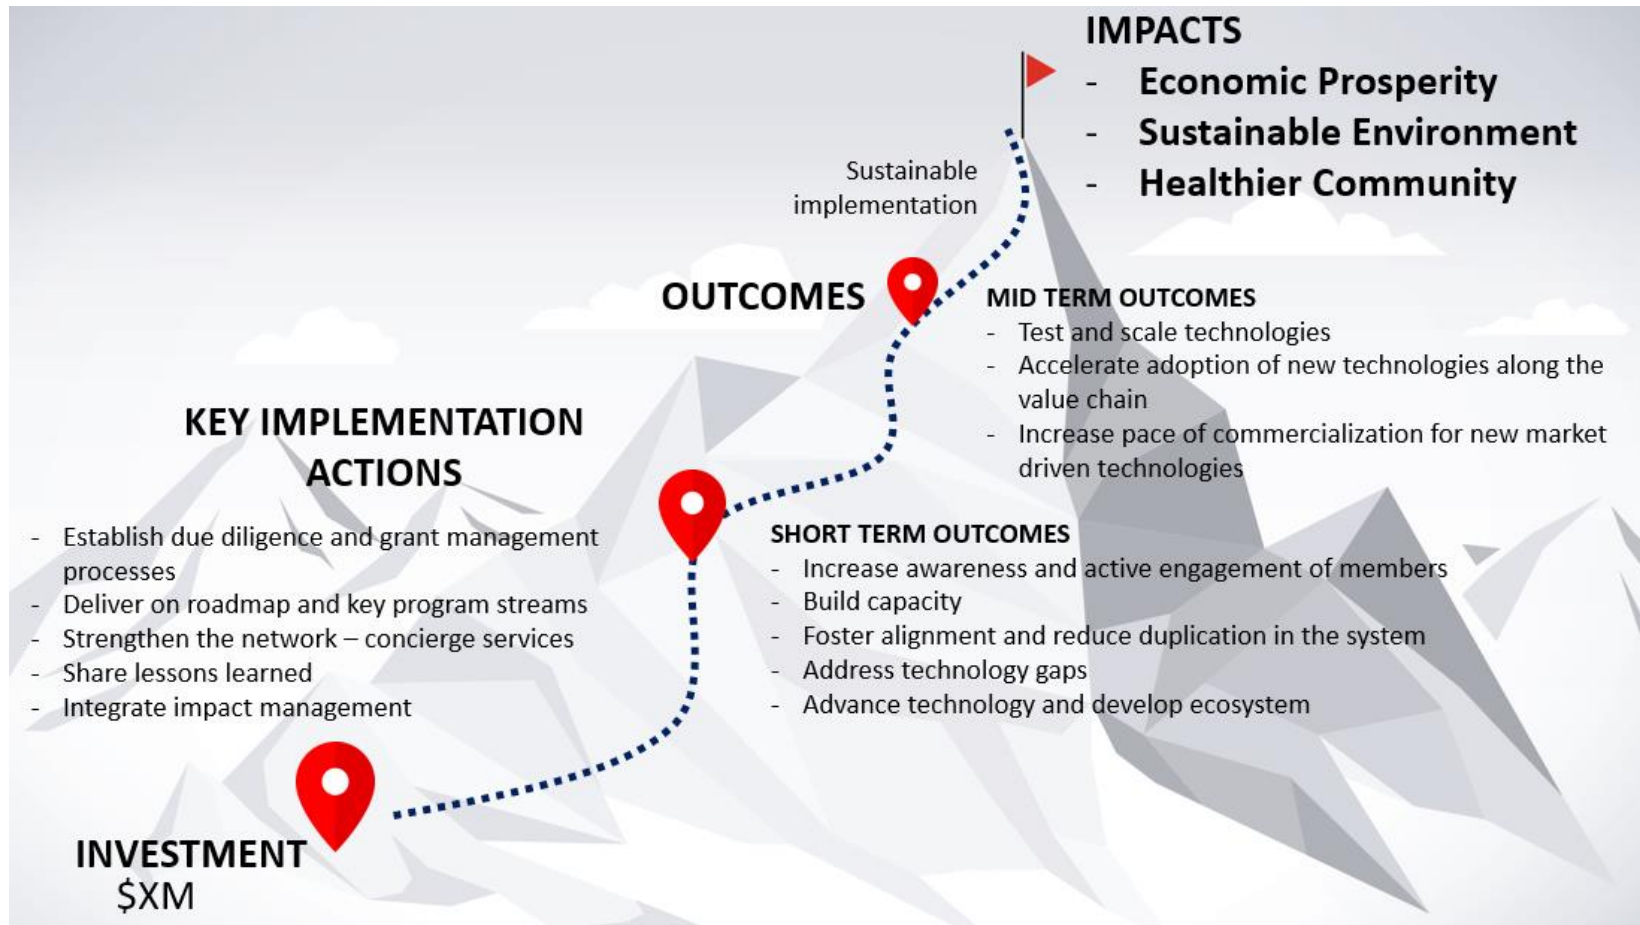 IMPACTS
- Economic Prosperity
- Sustainable Environment
- Healthier Community
Sustainable
implementation
OUTCOMES
MID TERM OUTCOMES
- Test and scale technologies
- Accelerate adoption of new technologies along the
value chain
- Increase pace of commercialization for new market
driven technologies
KEY IMPLEMENTATION
ACTIONS
- Establish due diligence and grant management
processes
- Deliver on roadmap and key program streams
- Strengthen the network – concierge services
- Share lessons learned
- Integrate impact management
SHORT TERM OUTCOMES
- Increase awareness and active engagement of members
- Build capacity
- Foster alignment and reduce duplication in the system
- Address technology gaps
- Advance technology and develop ecosystem
INVESTMENT
$XM